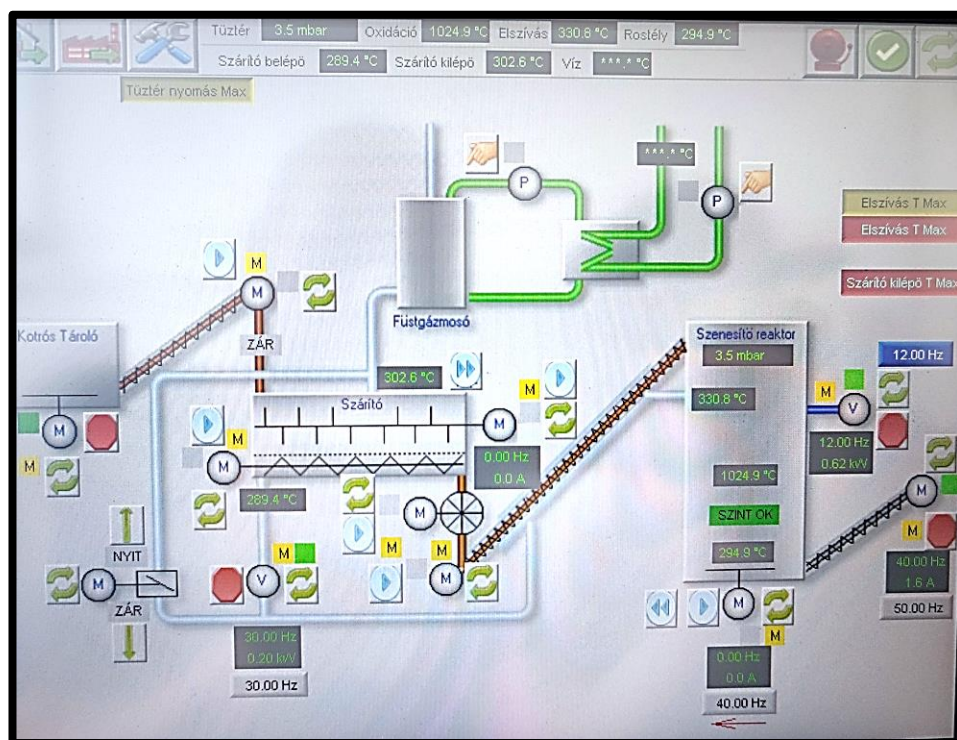 Tüztér 3.5 mbar Oxidáció 1024.9 °C Elszívás 330.8 °C Rostély 294.9 °C
Szárító belépő 289.4 °C Szárító kilépő 302.6 °C Víz ***.* °C
Tüztér nyomás Max
***.* °C
P
P
Elszívás T Max
Elszívás T Max
Szárító kilépő T Max
M
M
Füstgázmosó
Kotrós Tároló
ZÁR
Szenesítő reaktor
3.5 mbar
12.00 Hz
302.6 °C
Szárító
M
330.8 °C
M
V
M
M
M
M
12.00 Hz
0.62 kW
M
0.00 Hz
0.0 A
M
1024.9 °C
M
289.4 °C
M
SZINT OK
M
NYIT
M
M
M
294.9 °C
40.00 Hz
1.6 A
M
V
M
M
50.00 Hz
ZÁR
M
30.00 Hz
0.20 kW
30.00 Hz
0.00 Hz
0.0 A
40.00 Hz